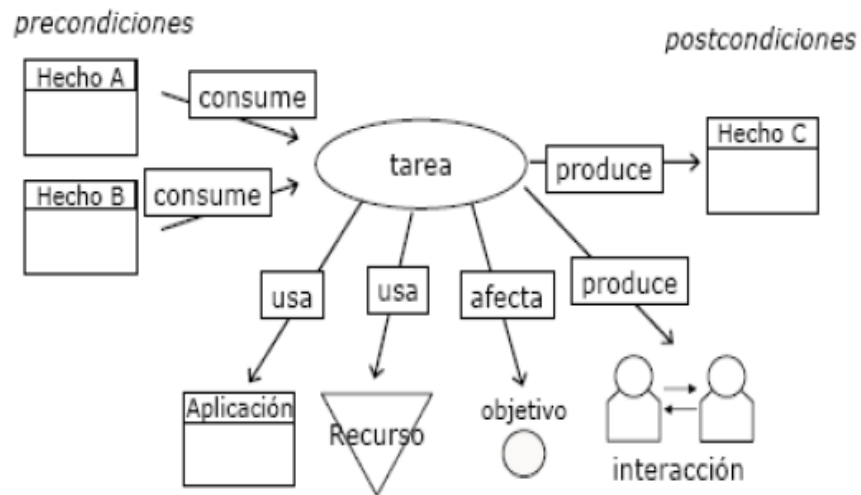 precondiciones
postcondiciones
Hecho A
consume
Hecho B
consume
tarea
produce
Hecho C
usa
usa
afecta
produce
Aplicación
Recurso
objetivo
interacción